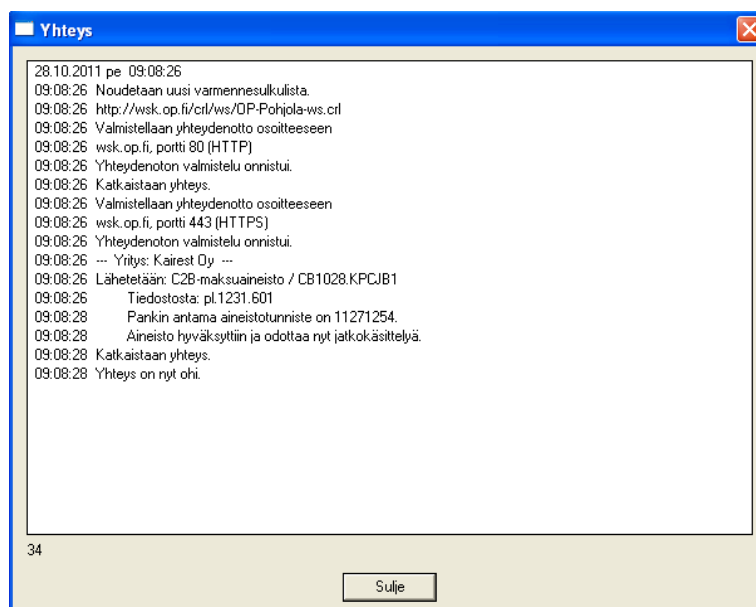 Yhteys
28.10.2011 pe 09:08:26
09:08:26 Noudetaan uusi varmennesulkulista.
09:08:26 http://wsk.op.fi/crl/ws/OP-Pohjola-ws.crl
09:08:26 Valmistellaan yhteydenotto osoitteeseen
09:08:26 wsk.op.fi, portti 80 (HTTP)
09:08:26 Yhteydenoton valmistelu onnistui.
09:08:26 Katkaistaan yhteys.
09:08:26 Valmistellaan yhteydenotto osoitteeseen
09:08:26 wsk.op.fi, portti 443 (HTTPS)
09:08:26 Yhteydenoton valmistelu onnistui.
09:08:26 --- Yritys: Kairest Oy ---
09:08:26 Lähetetään: C2B-maksuaineisto / CB1028.KPCJB1
09:08:26 Tiedostosta: pl.1231.601
09:08:28 Pankin antama aineistotunniste on 11271254.
09:08:28 Aineisto hyväksyttiin ja odottaa nyt jatkokäsittelyä.
09:08:28 Katkaistaan yhteys.
09:08:28 Yhteys on nyt ohi.
34
Sulje